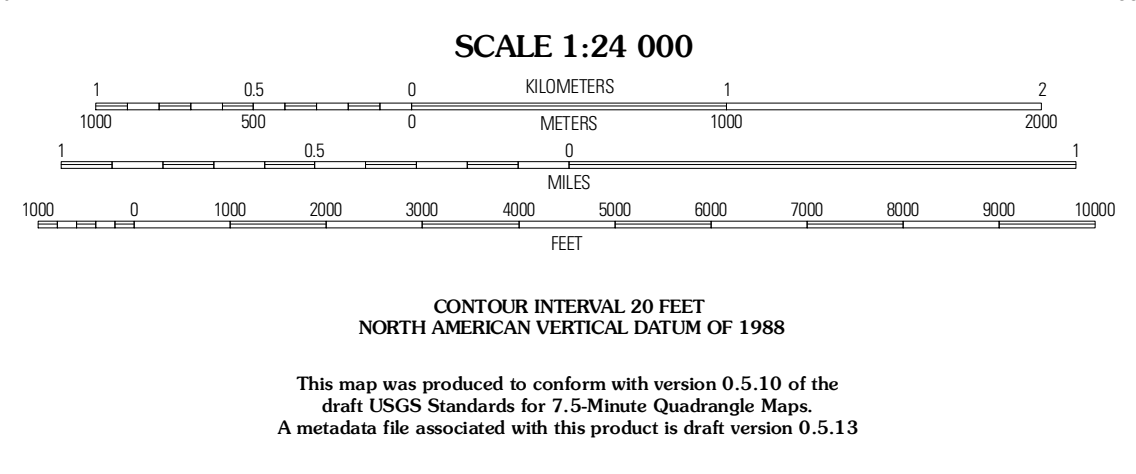 SCALE 1:24 000
1 0.5 0 KILOMETERS 1 2
1000 500 0 METERS 1000 2000
1 0.5 0 1
MILES
1000 0 1000 2000 3000 4000 5000 6000 7000 8000 9000 10000
FEET
CONTOUR INTERVAL 20 FEET
NORTH AMERICAN VERTICAL DATUM OF 1988
This map was produced to conform with version 0.5.10 of the
draft USGS Standards for 7.5-Minute Quadrangle Maps.
A metadata file associated with this product is draft version 0.5.13